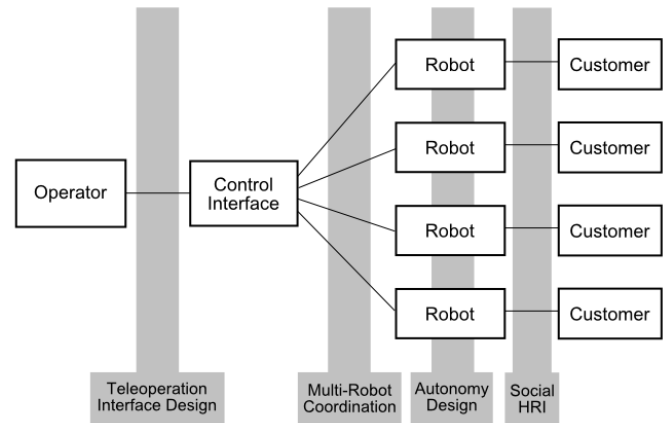 Operator
Control
Interface
Robot
Customer
Robot
Customer
Robot
Customer
Robot
Customer
Teleoperation
Interface Design
Multi-Robot
Coordination
Autonomy
Design
Social
HRI